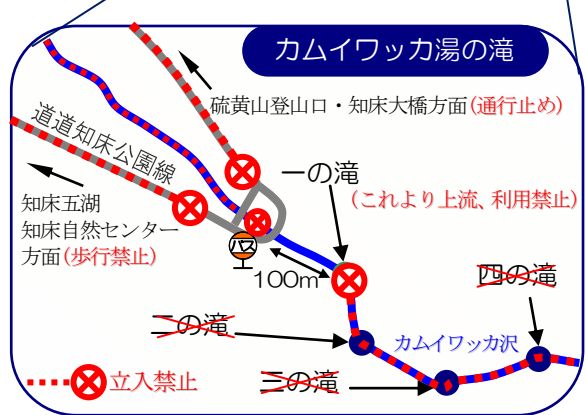 カムイワッカ湯の滝
硫黄山登山口・知床大橋方面(通行止め)
道道知床公園線
一の滝
(これより上流、利用禁止)
知床五湖
知床自然センター
方面(歩行禁止)
バス
100m
四の滝
二の滝
カムイワッカ沢
三の滝
立入禁止